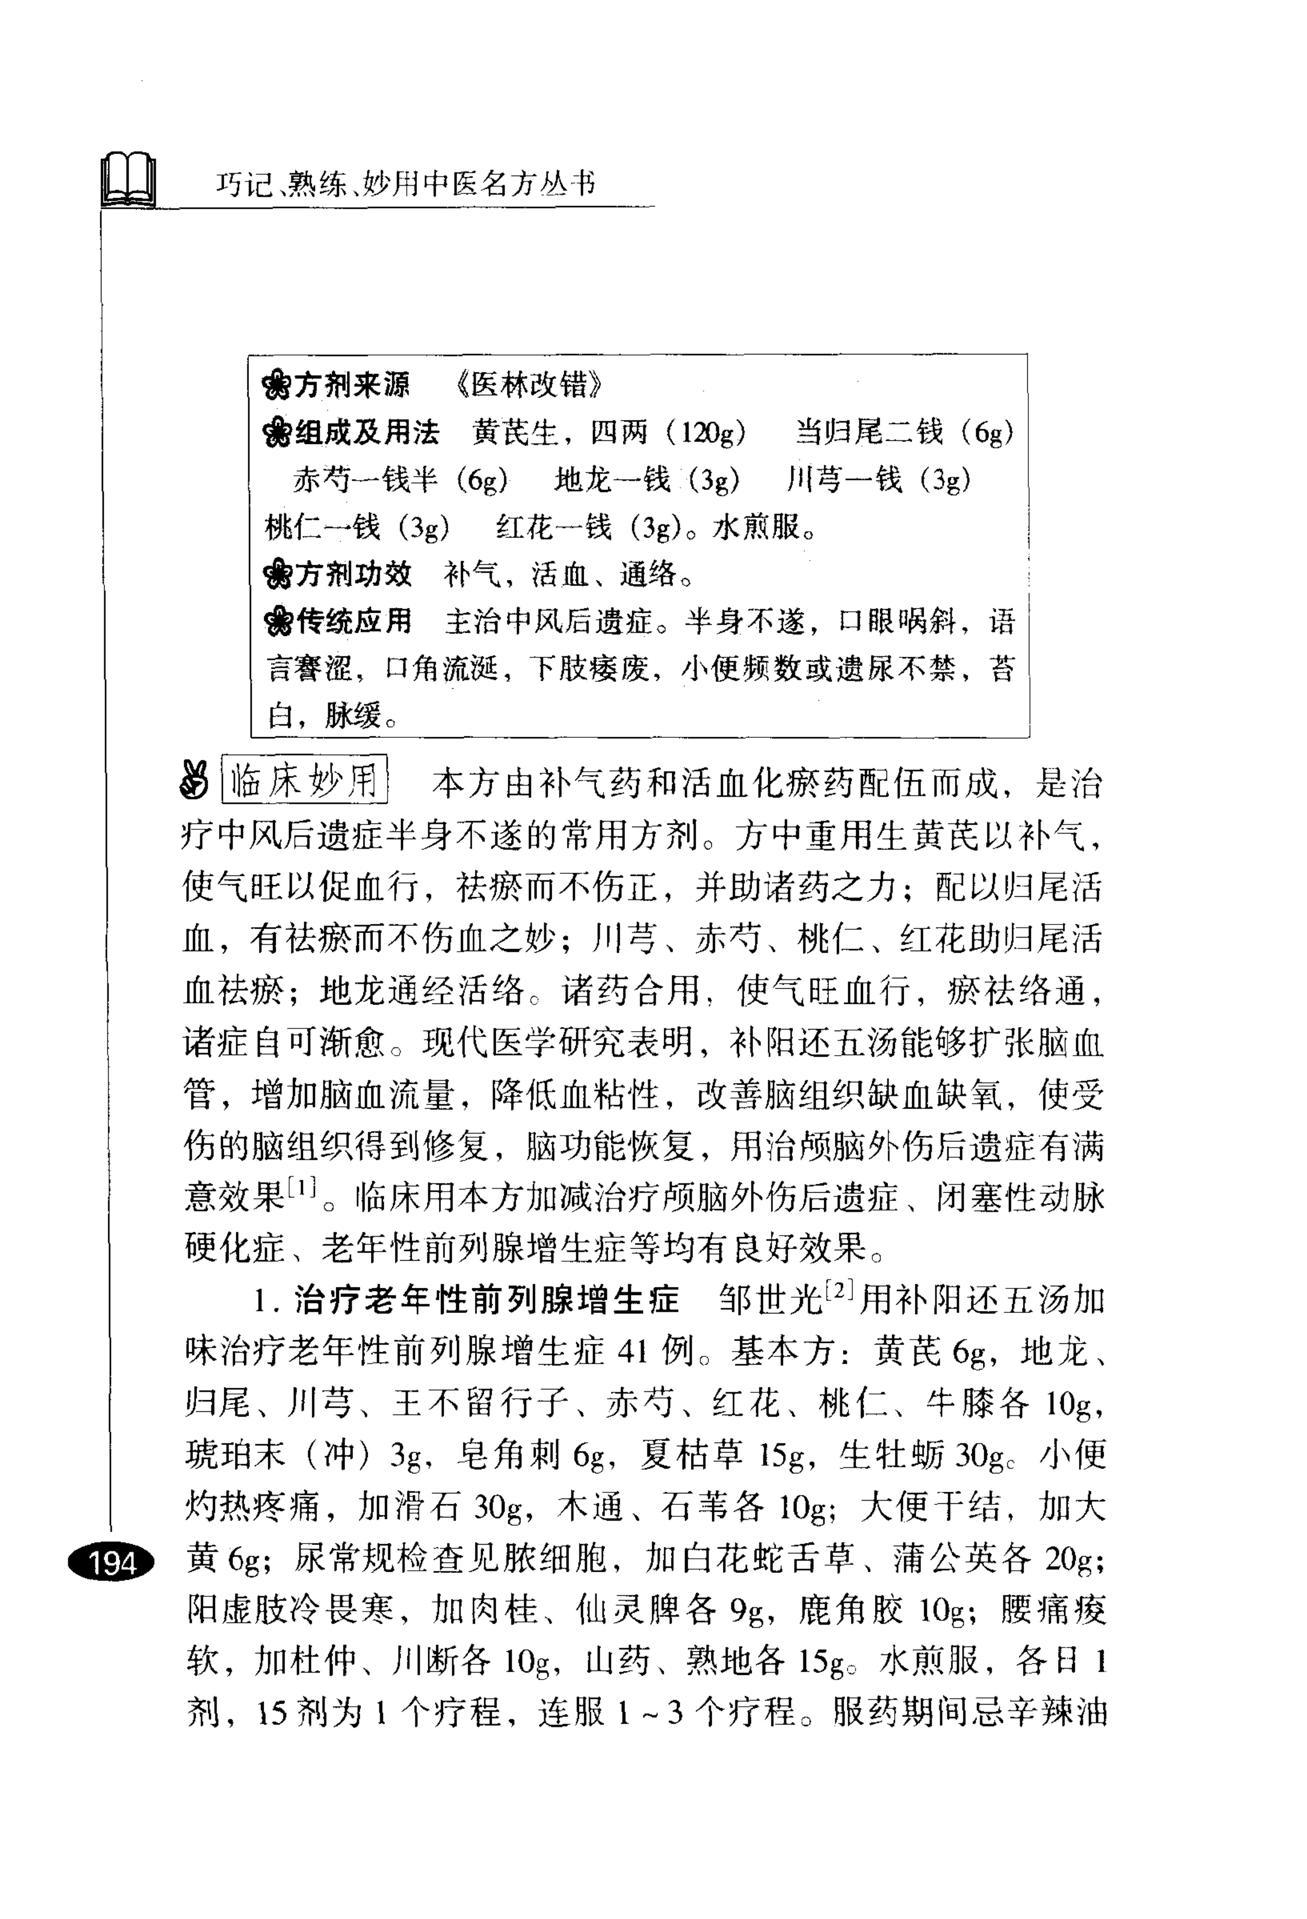 巧记、熟练、妙用中医名方丛书
方剂来源 《医林改错》
组成及用法 黄芪生，四两（120g） 当归尾二钱（6g）
赤芍一钱半（6g） 地龙一钱（3g） 川芎一钱（3g）
桃仁一钱（3g） 红花一钱（3g）。水煎服。
方剂功效 补气，活血、通络。
传统应用 主治中风后遗症。半身不遂，口眼㖞斜，语
言謇涩，口角流涎，下肢痿废，小便频数或遗尿不禁，苔
白，脉缓。
临床妙用 本方由补气药和活血化瘀药配伍而成，是治
疗中风后遗症半身不遂的常用方剂。方中重用生黄芪以补气，
使气旺以促血行，祛瘀而不伤正，并助诸药之力；配以归尾活
血，有祛瘀而不伤血之妙；川芎、赤芍、桃仁、红花助归尾活
血祛瘀；地龙通经活络。诸药合用，使气旺血行，瘀祛络通，
诸症自可渐愈。现代医学研究表明，补阳还五汤能够扩张脑血
管，增加脑血流量，降低血粘性，改善脑组织缺血缺氧，使受
伤的脑组织得到修复，脑功能恢复，用治颅脑外伤后遗症有满
意效果[1]。临床用本方加减治疗颅脑外伤后遗症、闭塞性动脉
硬化症、老年性前列腺增生症等均有良好效果。
1. 治疗老年性前列腺增生症 邹世光[2]用补阳还五汤加
味治疗老年性前列腺增生症 41 例。基本方：黄芪 6g，地龙、
归尾、川芎、王不留行子、赤芍、红花、桃仁、牛膝各 10g，
琥珀末（冲）3g，皂角刺 6g，夏枯草 15g，生牡蛎 30g。小便
灼热疼痛，加滑石 30g，木通、石苇各 10g；大便干结，加大
黄 6g；尿常规检查见脓细胞，加白花蛇舌草、蒲公英各 20g；
阳虚肢冷畏寒，加肉桂、仙灵脾各 9g，鹿角胶 10g；腰痛痠
软，加杜仲、川断各 10g，山药、熟地各 15g。水煎服，各日 1
剂，15 剂为 1 个疗程，连服 1～3 个疗程。服药期间忌辛辣油
194